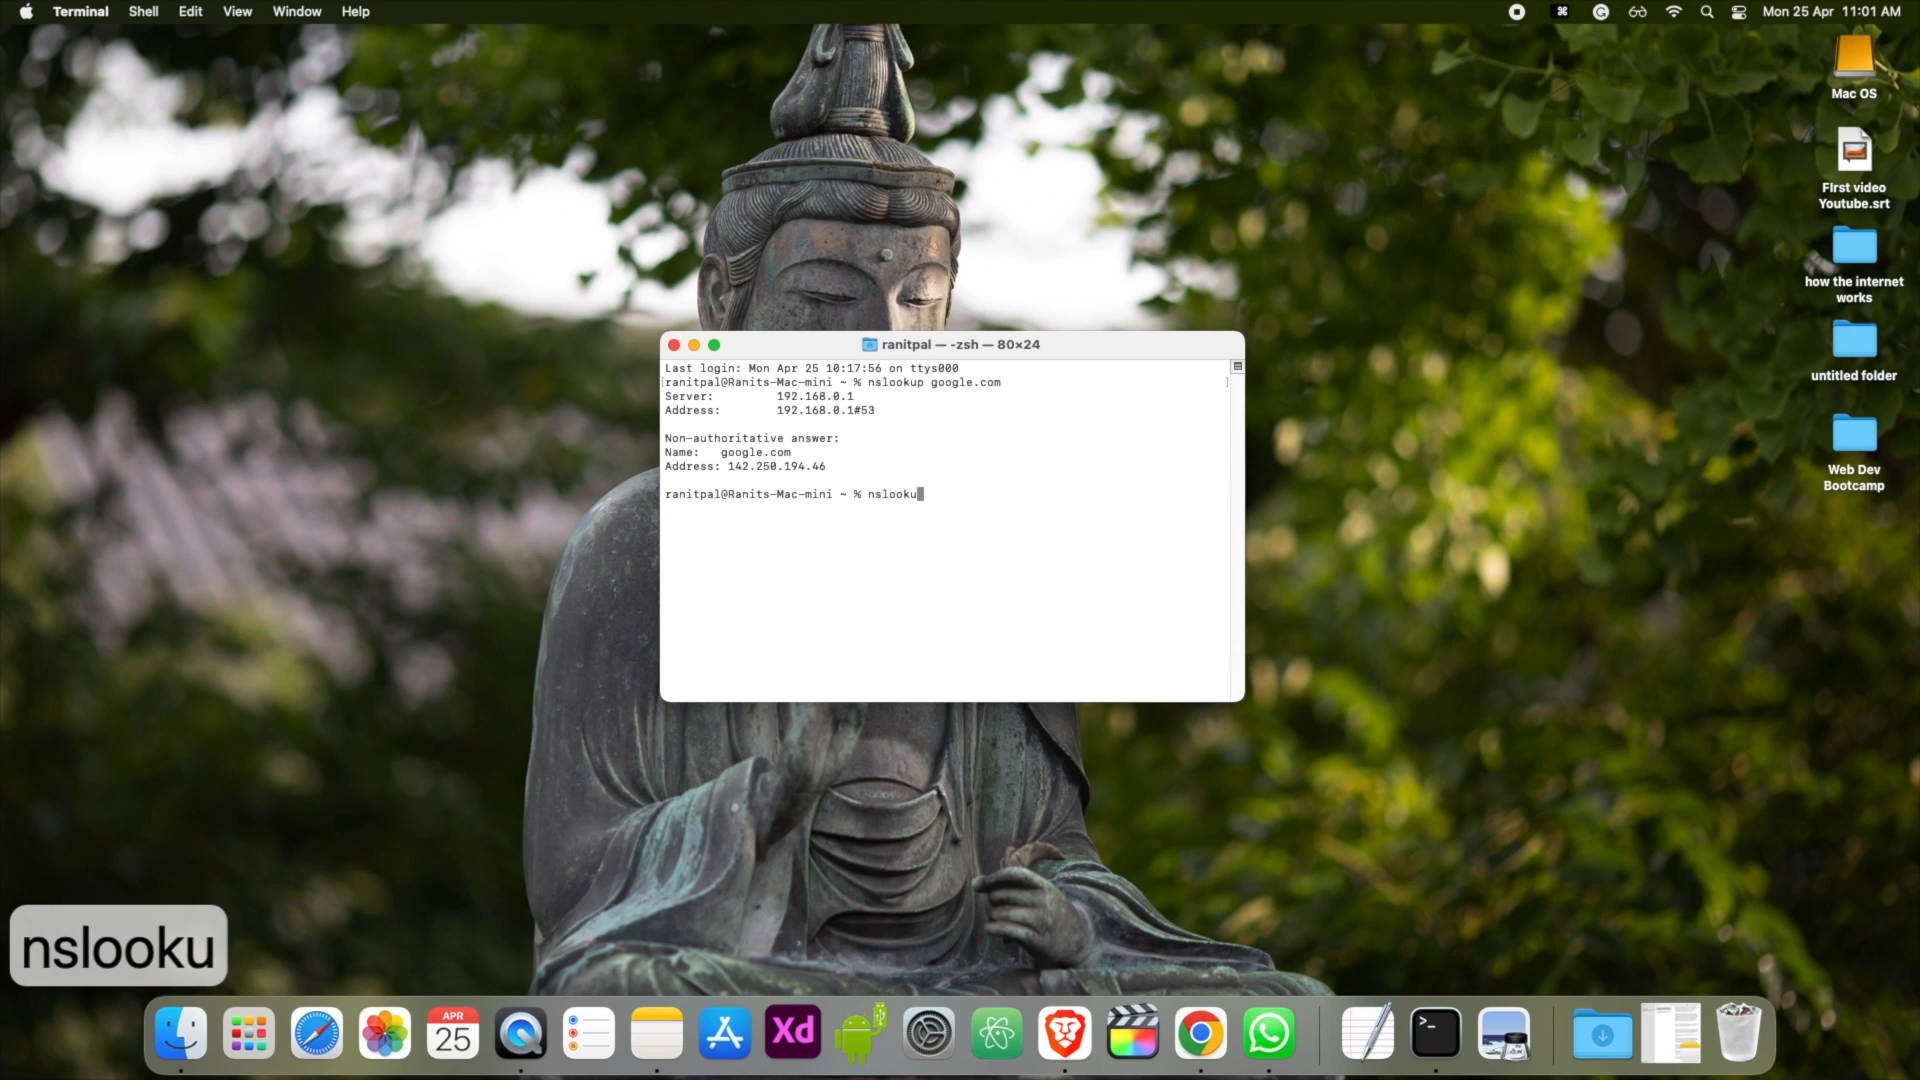 Terminal Shell Edit View Window Help
Mon 25 Apr 11:01 AM
Mac OS
FIrst video
Youtube.srt
how the internet
works
untitled folder
Web Dev
Bootcamp
ranitpal — -zsh — 80×24
Last login: Mon Apr 25 10:17:56 on ttys000
[ranitpal@Ranits-Mac-mini ~ % nslookup google.com ]
Server: 192.168.0.1
Address: 192.168.0.1#53
Non-authoritative answer:
Name: google.com
Address: 142.250.194.46
ranitpal@Ranits-Mac-mini ~ % nslooku
nslooku
APR
25
Xd
>_